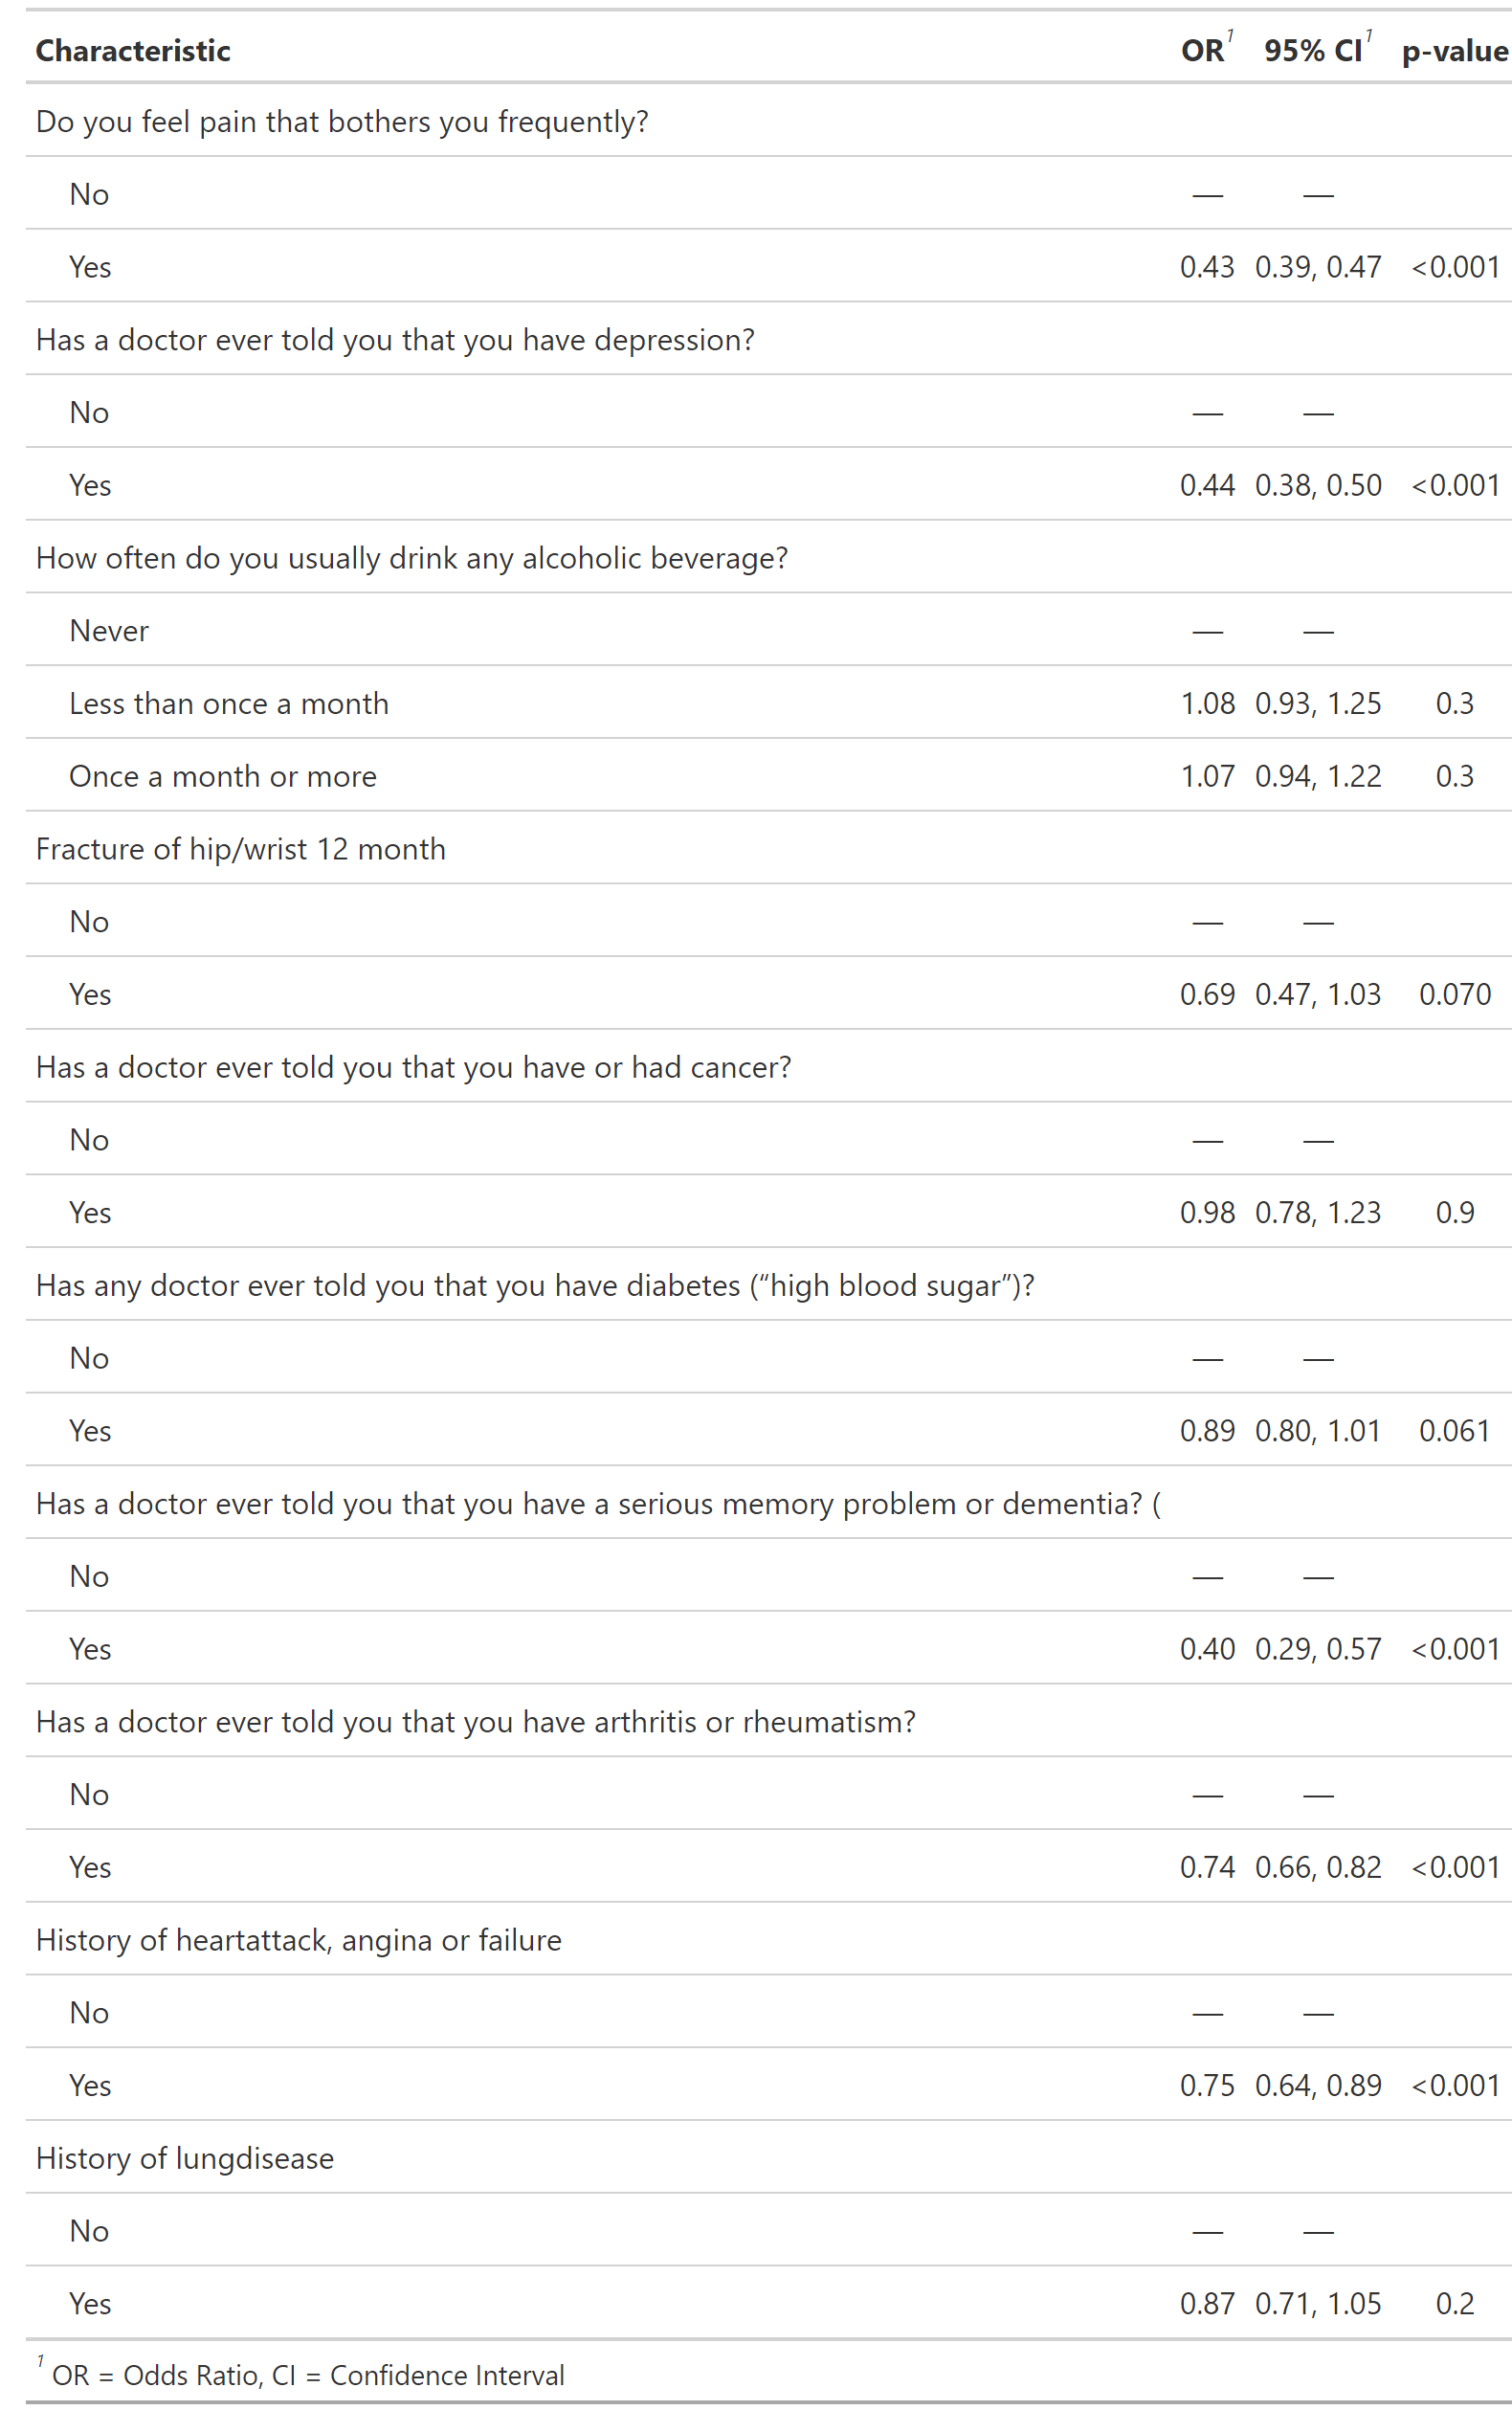 Characteristic OR1 95% CI1 p-value
Do you feel pain that bothers you frequently?
No — —
Yes 0.43 0.39, 0.47 <0.001
Has a doctor ever told you that you have depression?
No — —
Yes 0.44 0.38, 0.50 <0.001
How often do you usually drink any alcoholic beverage?
Never — —
Less than once a month 1.08 0.93, 1.25 0.3
Once a month or more 1.07 0.94, 1.22 0.3
Fracture of hip/wrist 12 month
No — —
Yes 0.69 0.47, 1.03 0.070
Has a doctor ever told you that you have or had cancer?
No — —
Yes 0.98 0.78, 1.23 0.9
Has any doctor ever told you that you have diabetes (“high blood sugar”)?
No — —
Yes 0.89 0.80, 1.01 0.061
Has a doctor ever told you that you have a serious memory problem or dementia? (
No — —
Yes 0.40 0.29, 0.57 <0.001
Has a doctor ever told you that you have arthritis or rheumatism?
No — —
Yes 0.74 0.66, 0.82 <0.001
History of heartattack, angina or failure
No — —
Yes 0.75 0.64, 0.89 <0.001
History of lungdisease
No — —
Yes 0.87 0.71, 1.05 0.2
1 OR = Odds Ratio, CI = Confidence Interval